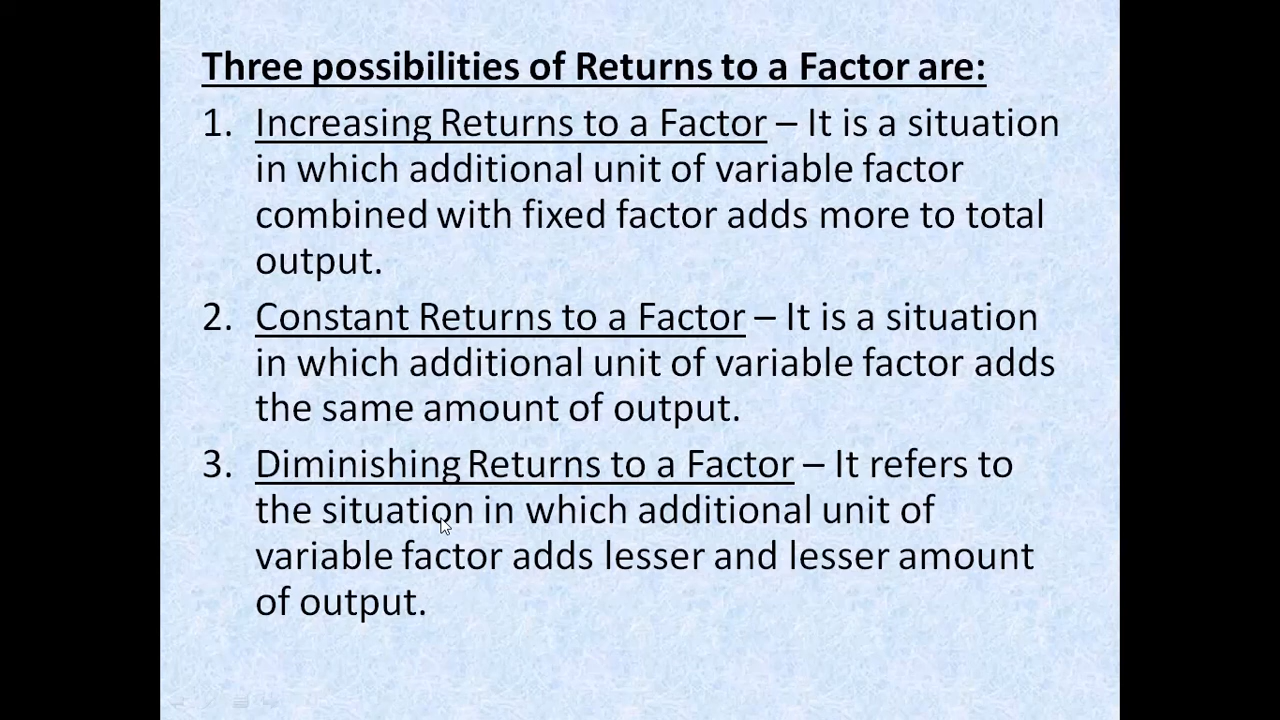 Three possibilities of Returns to a Factor are:
1. Increasing Returns to a Factor – It is a situation
in which additional unit of variable factor
combined with fixed factor adds more to total
output.
2. Constant Returns to a Factor – It is a situation
in which additional unit of variable factor adds
the same amount of output.
3. Diminishing Returns to a Factor – It refers to
the situation in which additional unit of
variable factor adds lesser and lesser amount
of output.